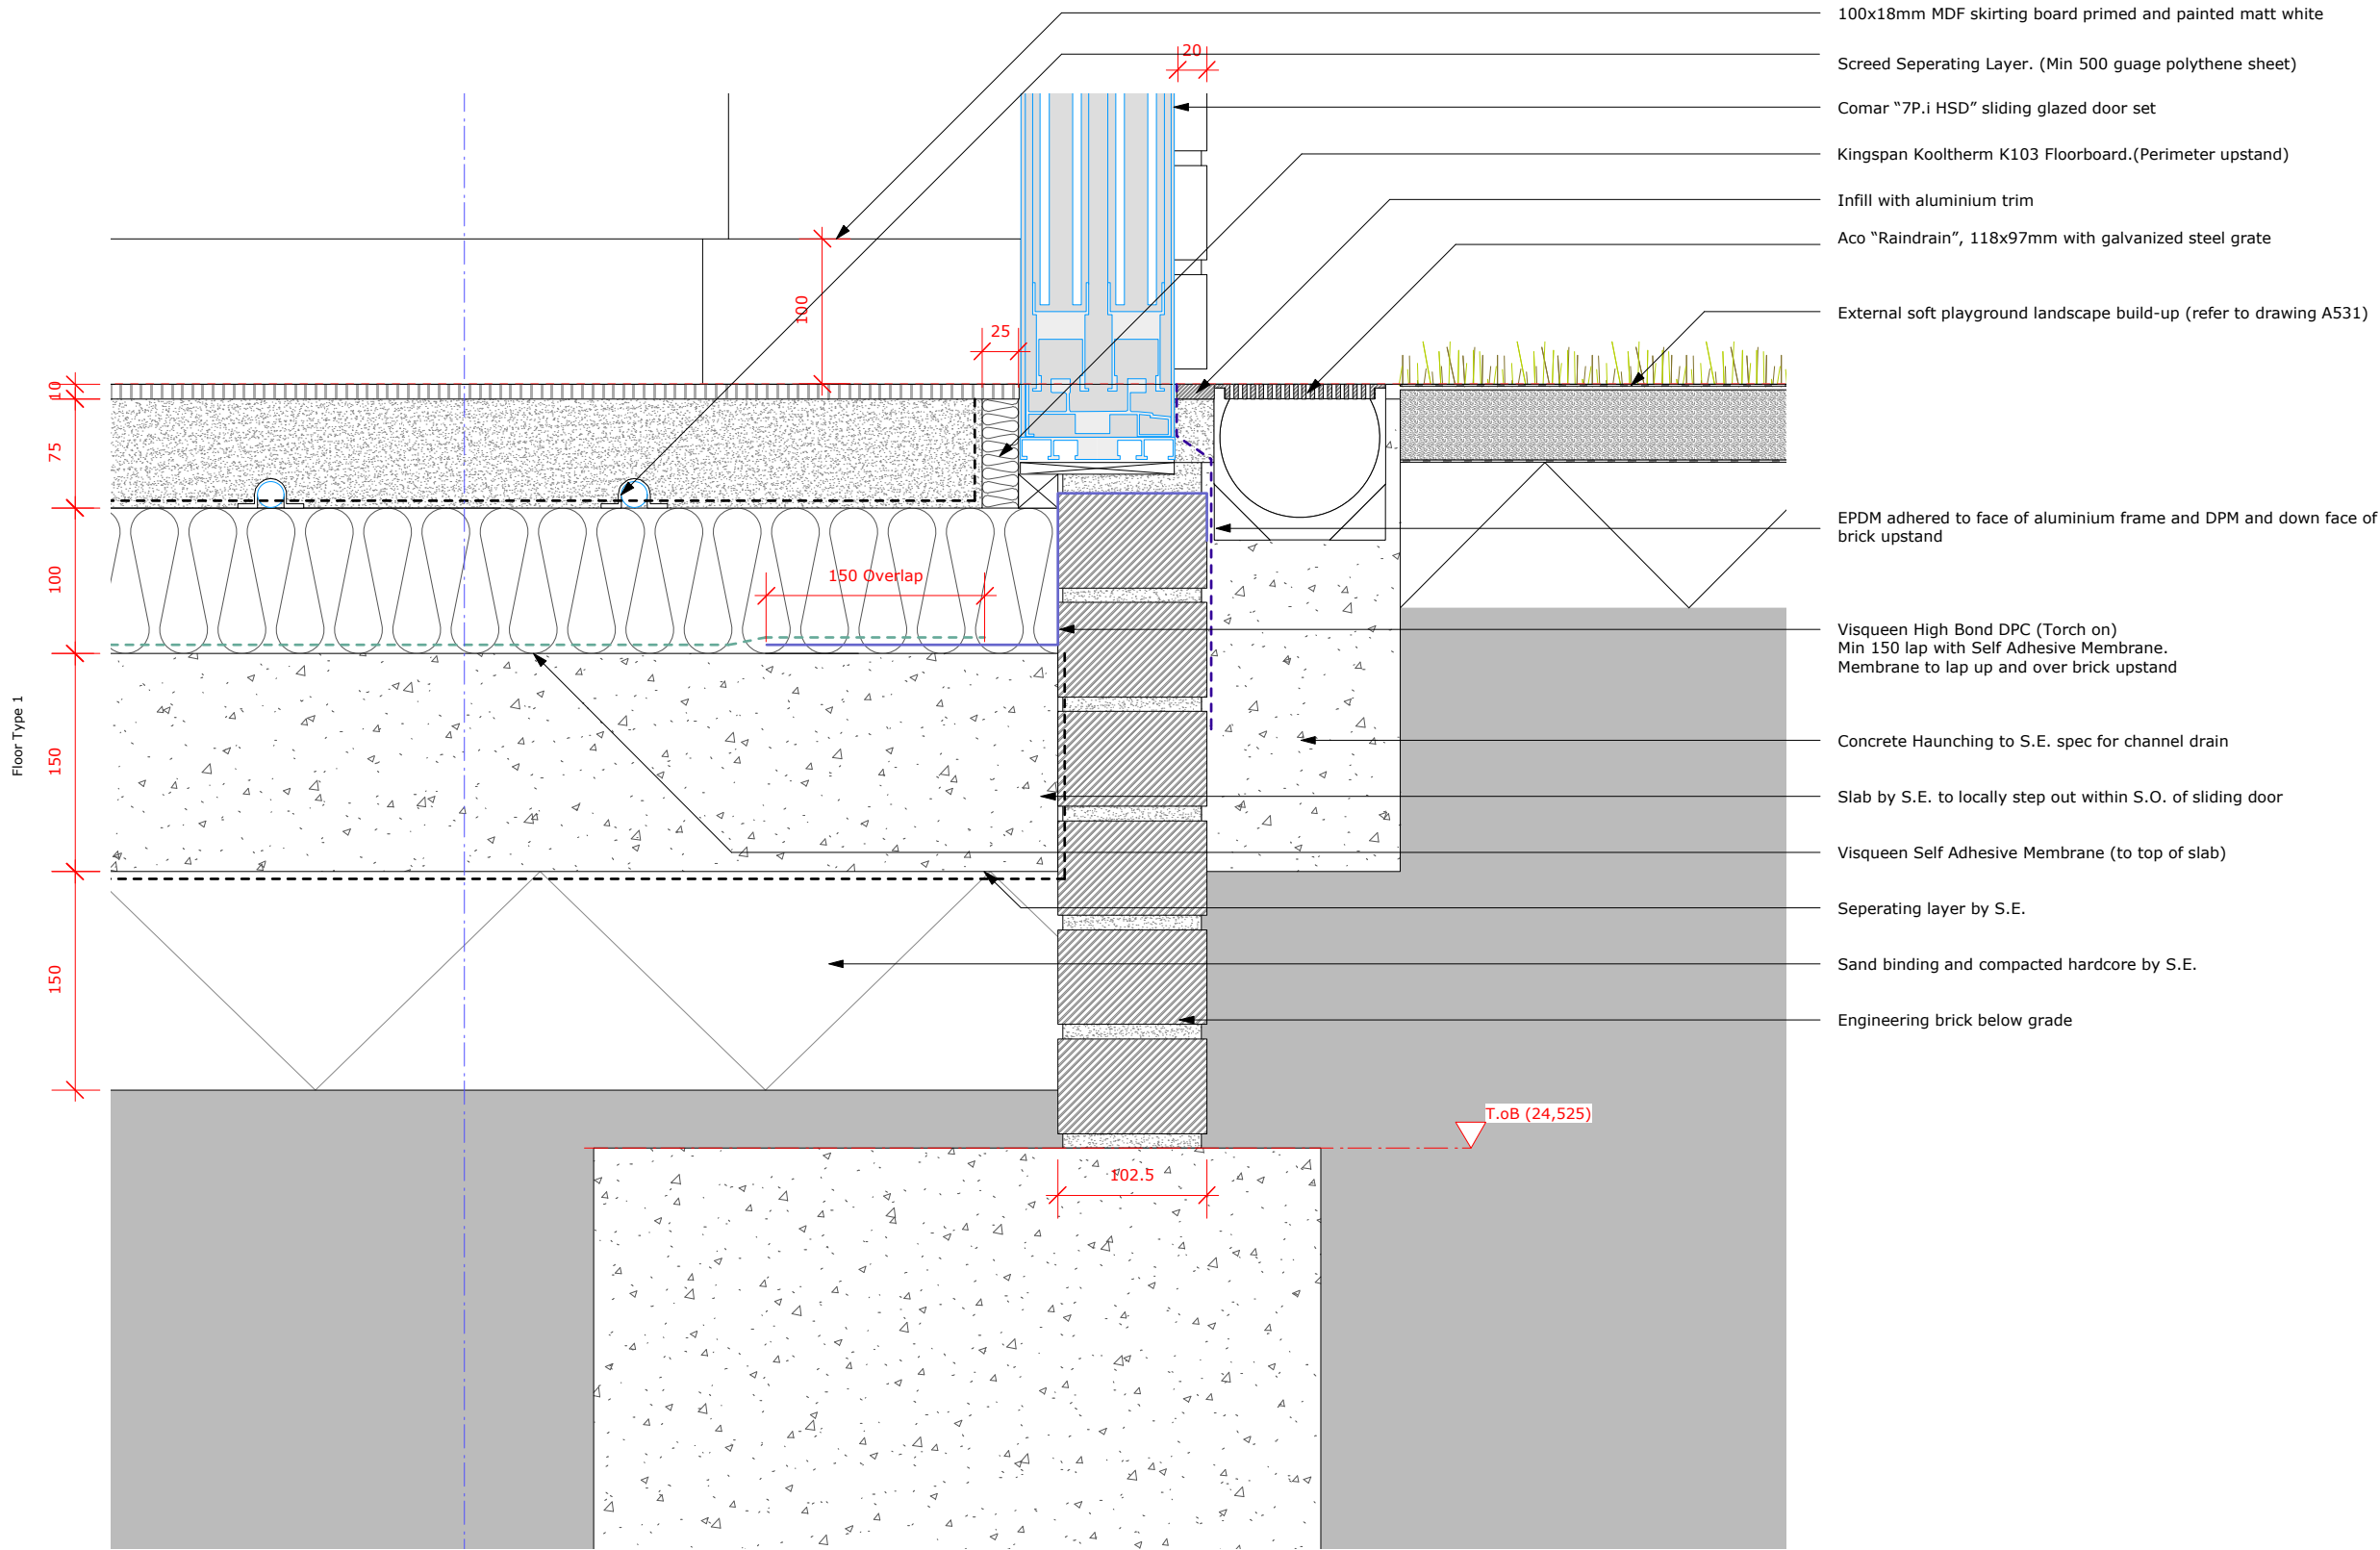 100x18mm MDF skirting board primed and painted matt white
20
Screed Seperating Layer. (Min 500 guage polythene sheet)
Comar “7P.i HSD” sliding glazed door set
Kingspan Kooltherm K103 Floorboard.(Perimeter upstand)
Infill with aluminium trim
Aco “Raindrain”, 118x97mm with galvanized steel grate
100
External soft playground landscape build-up (refer to drawing A531)
25
10
75
EPDM adhered to face of aluminium frame and DPM and down face of
brick upstand
100
150 Overlap
Visqueen High Bond DPC (Torch on)
Min 150 lap with Self Adhesive Membrane.
Membrane to lap up and over brick upstand
Floor Type 1
150
Concrete Haunching to S.E. spec for channel drain
Slab by S.E. to locally step out within S.O. of sliding door
Visqueen Self Adhesive Membrane (to top of slab)
Seperating layer by S.E.
150
Sand binding and compacted hardcore by S.E.
Engineering brick below grade
T.oB (24,525)
102.5